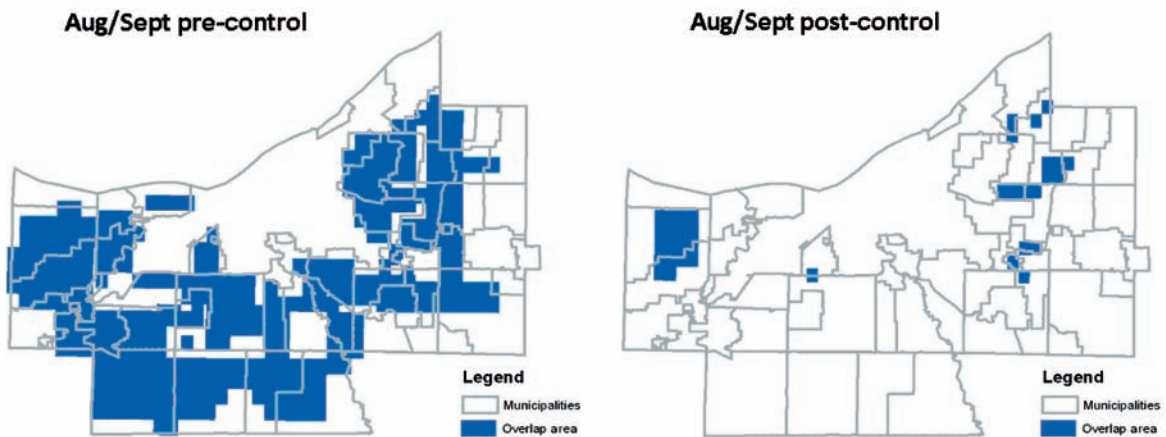 Aug/Sept pre-control
Aug/Sept post-control
Legend
Municipalities
Overlap area
Legend
Municipalities
Overlap area